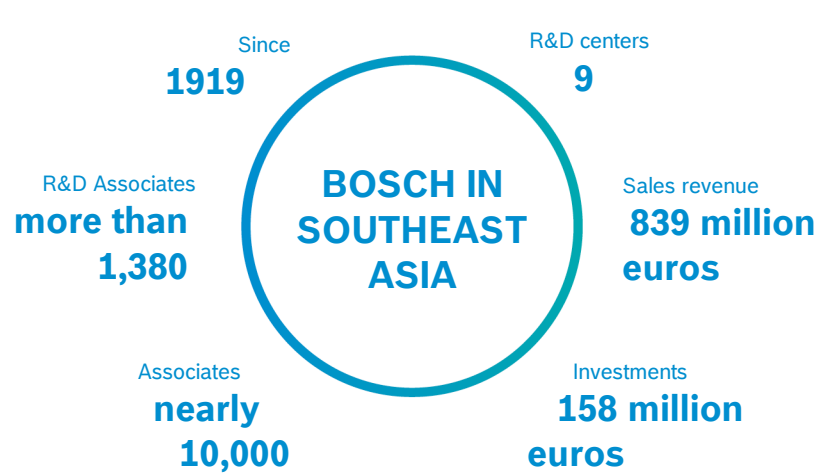 Since
1919
R&D centers
9
R&D Associates
more than
1,380
BOSCH IN
SOUTHEAST
ASIA
Sales revenue
839 million
euros
Associates
nearly
10,000
Investments
158 million
euros